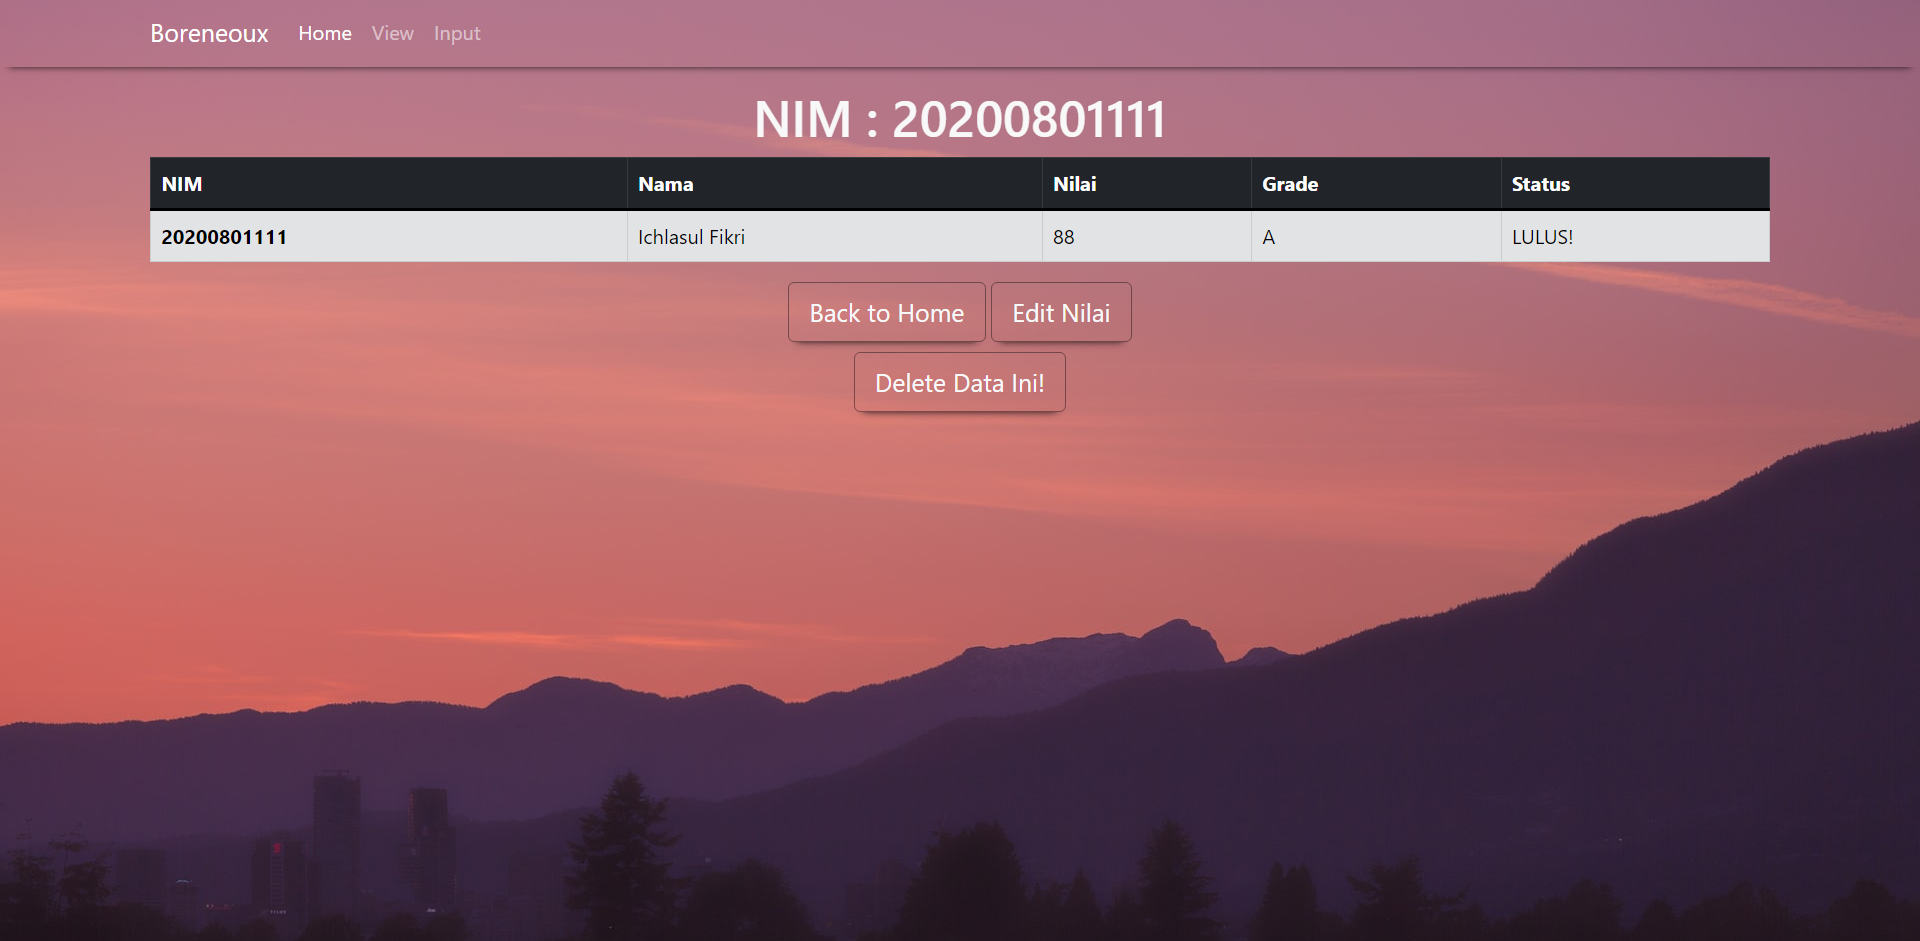 Boreneoux Home View Input
NIM : 20200801111
NIM Nama Nilai Grade Status
20200801111 Ichlasul Fikri 88 A LULUS!
Back to Home Edit Nilai
Delete Data Ini!